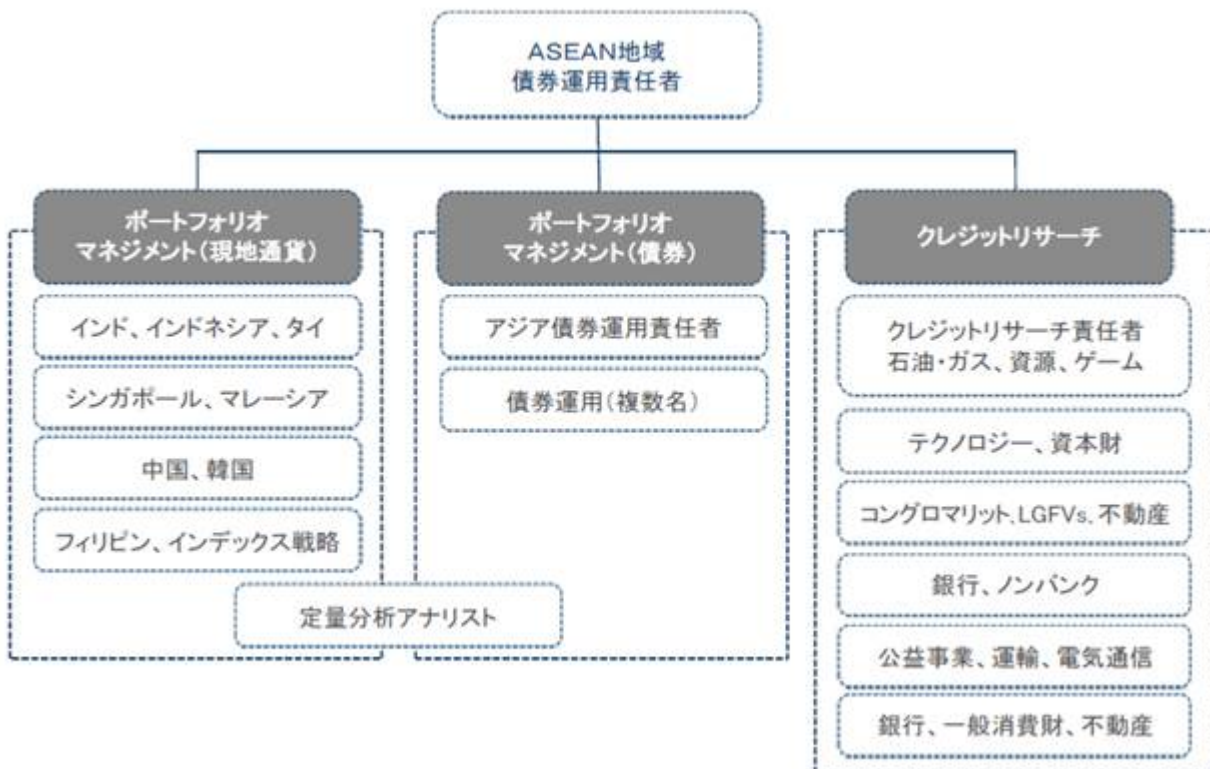 ASEAN地域
債券運用責任者
ポートフォリオ
マネジメント(現地通貨)
インド、インドネシア、タイ
シンガポール、マレーシア
中国、韓国
フィリピン、インデックス戦略
ポートフォリオ
マネジメント(債券)
アジア債券運用責任者
債券運用(複数名)
定量分析アナリスト
クレジットリサーチ
クレジットリサーチ責任者
石油・ガス、資源、ゲーム
テクノロジー、資本財
コングロマリット、LGFVs、不動産
銀行、ノンバンク
公益事業、運輸、電気通信
銀行、一般消費財、不動産